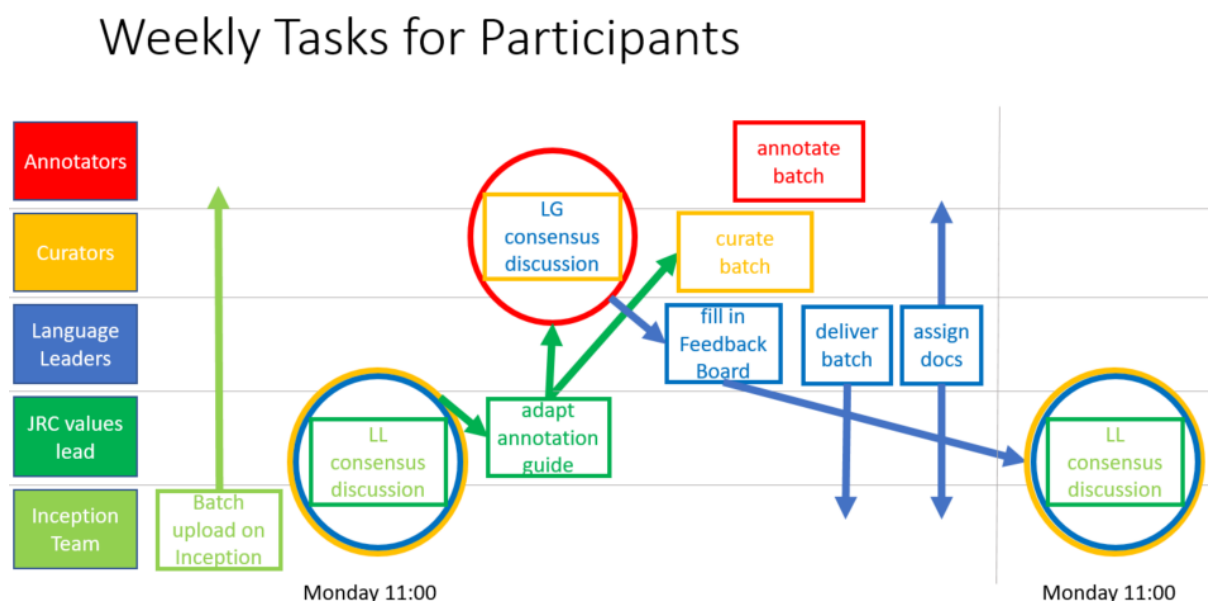 Weekly Tasks for Participants
Annotators
annotate
batch
LG
consensus
discussion
Curators
curate
batch
Language
Leaders
fill in
Feedback
Board
deliver
batch
assign
docs
JRC values
lead
LL
consensus
discussion
adapt
annotation
guide
LL
consensus
discussion
Inception
Team
Batch
upload on
Inception
Monday 11:00
Monday 11:00